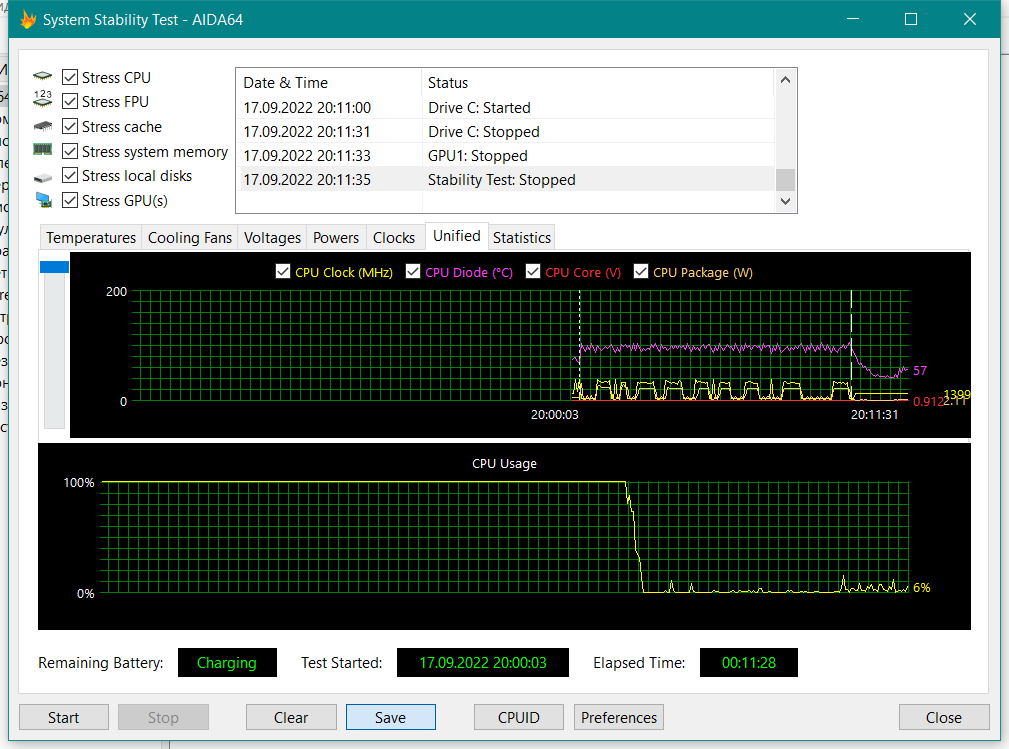 System Stability Test - AIDA64
Stress CPU
Stress FPU
Stress cache
Stress system memory
Stress local disks
Stress GPU(s)
123
Date & Time Status
17.09.2022 20:11:00 Drive C: Started
17.09.2022 20:11:31 Drive C: Stopped
17.09.2022 20:11:33 GPU1: Stopped
17.09.2022 20:11:35 Stability Test: Stopped
Temperatures Cooling Fans Voltages Powers Clocks Unified Statistics
CPU Clock (MHz) CPU Diode (°C) CPU Core (V) CPU Package (W)
200
57
1399
0 0.912 2.11
20:00:03 20:11:31
CPU Usage
100%
0% 6%
Remaining Battery: Charging Test Started: 17.09.2022 20:00:03 Elapsed Time: 00:11:28
Start Stop Clear Save CPUID Preferences Close